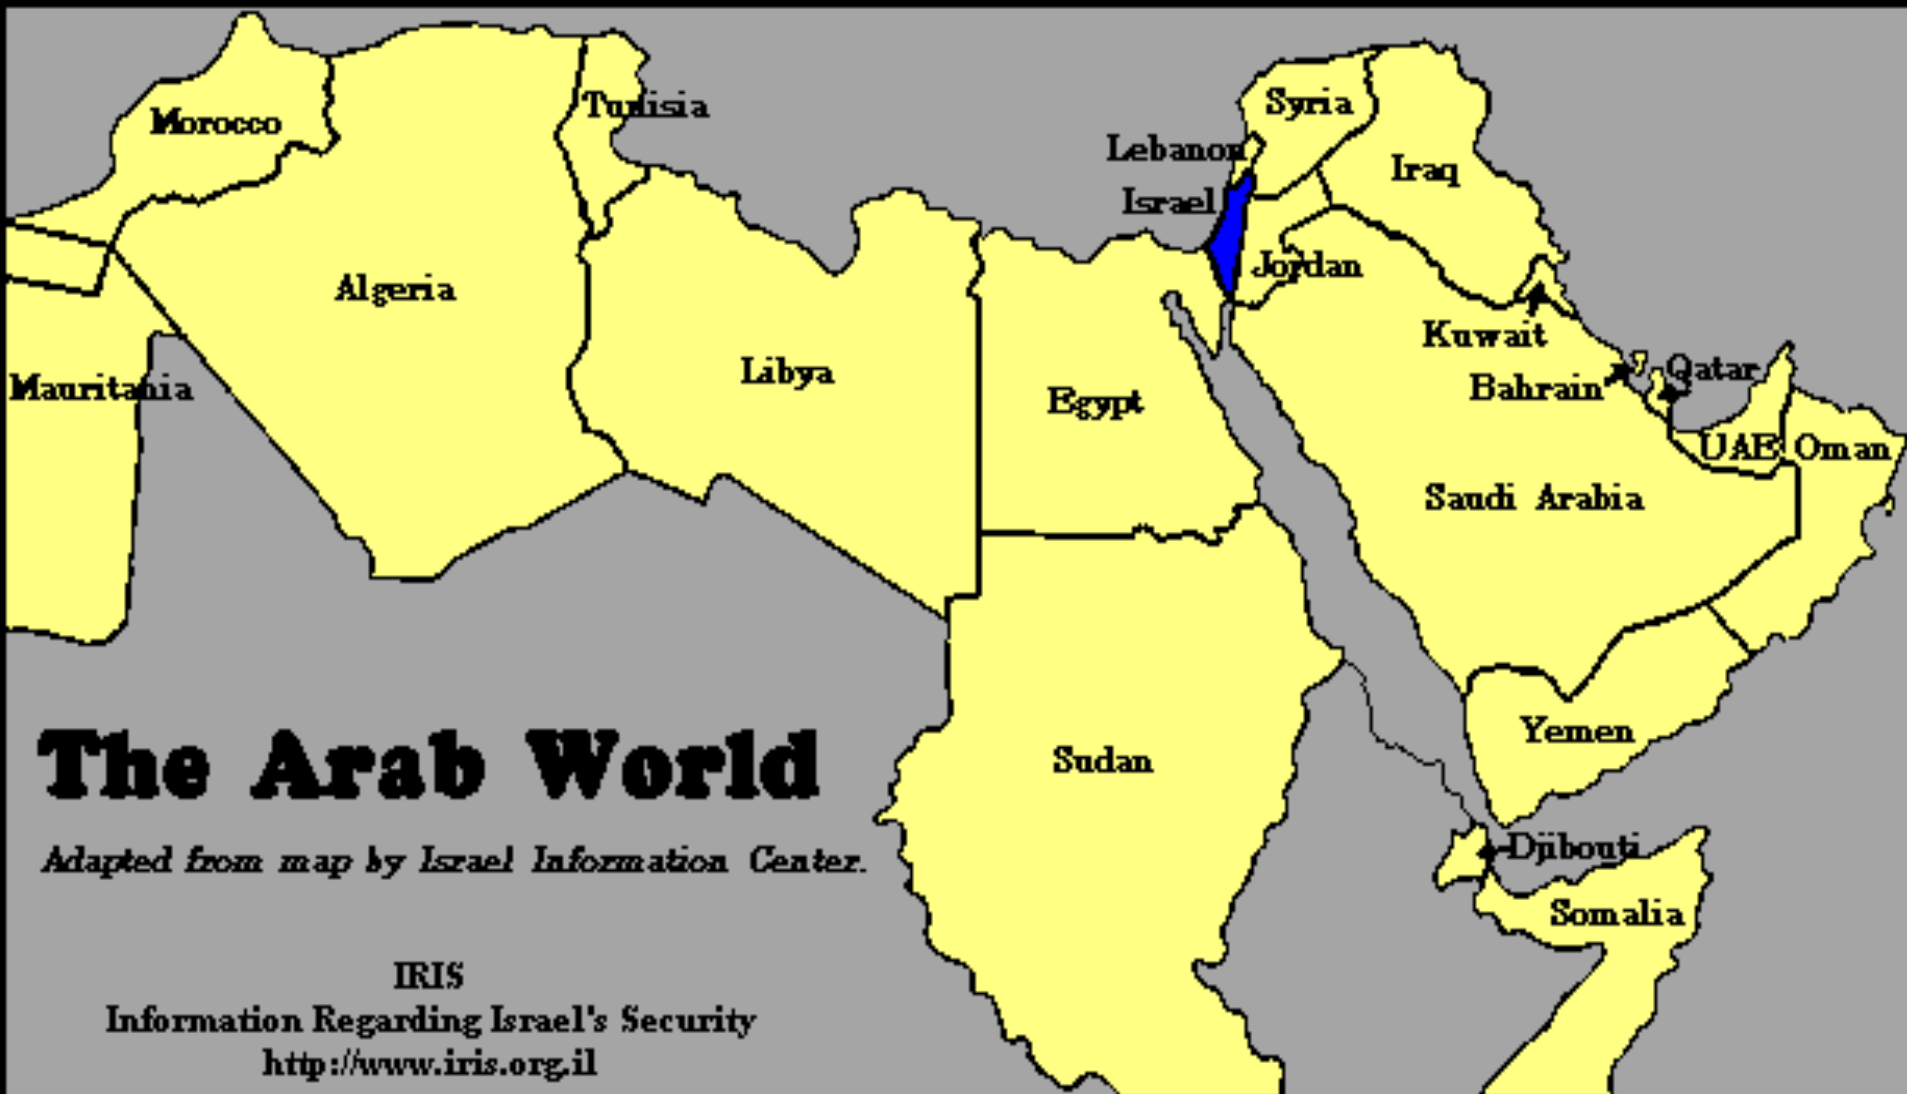 Morocco
Tunisia
Syria
Lebanon
Iraq
Israel
Jordan
Algeria
Kuwait
Libya
Qatar
Mauritania
Bahrain
Egypt
UAE
Oman
Saudi Arabia
Yemen
The Arab World
Sudan
Djibouti
Adapted from map by Israel Information Center.
Somalia
IRIS
Information Regarding Israel's Security
http://www.iris.org.il